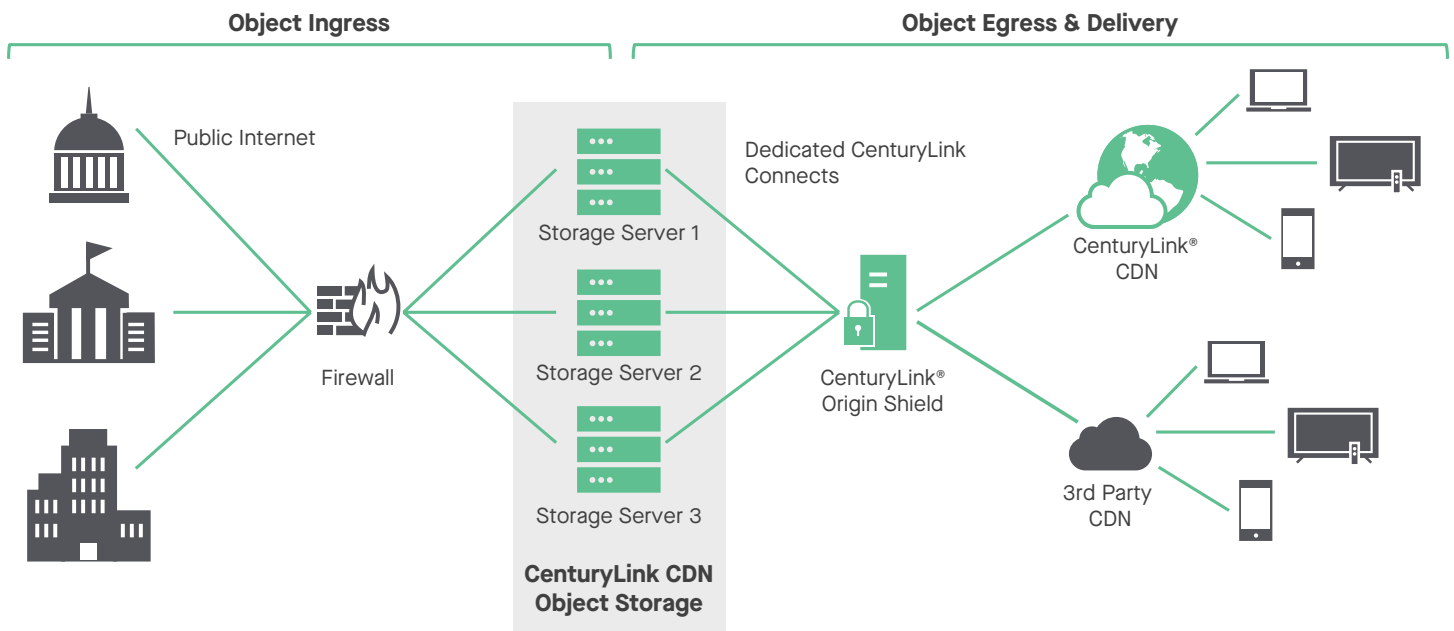 Object Ingress
Object Egress & Delivery
Public Internet
Firewall
Storage Server 1
Storage Server 2
Storage Server 3
CenturyLink CDN
Object Storage
Dedicated CenturyLink
Connects
CenturyLink®
Origin Shield
CenturyLink®
CDN
3rd Party
CDN